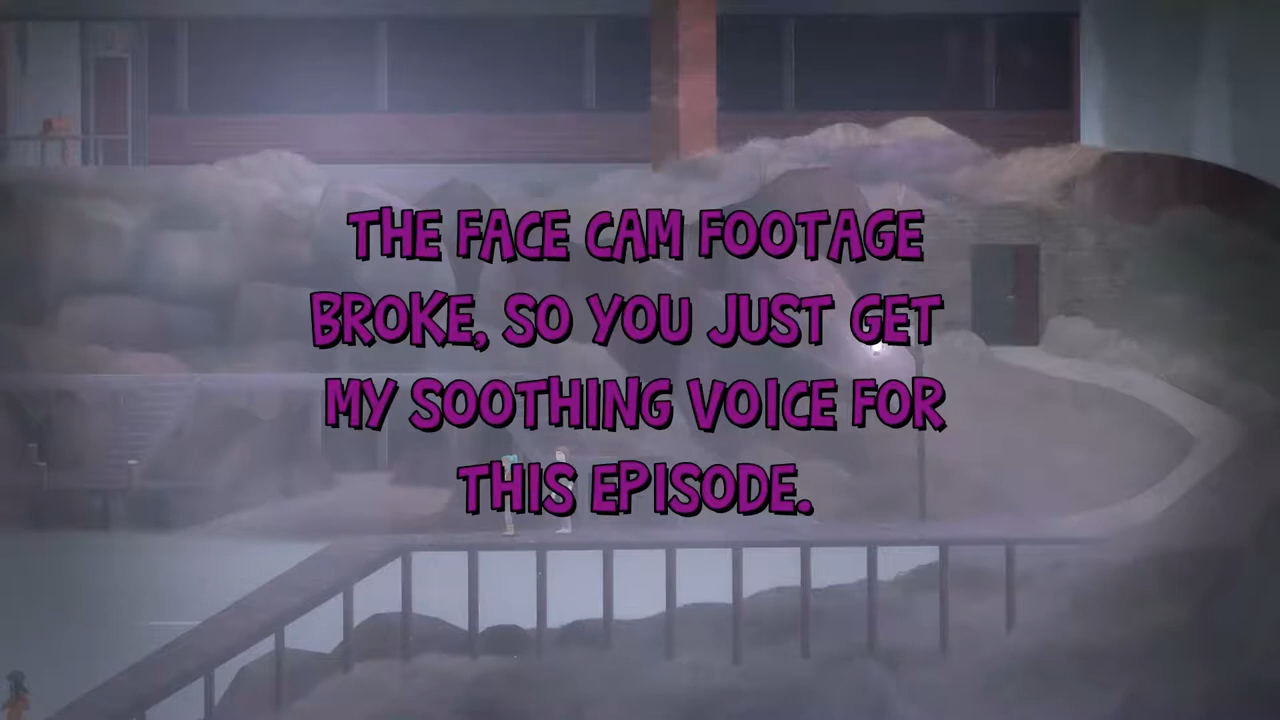 THE FACE CAM FOOTAGE
BROKE, SO YOU JUST GET
MY SOOTHING VOICE FOR
THIS EPISODE.